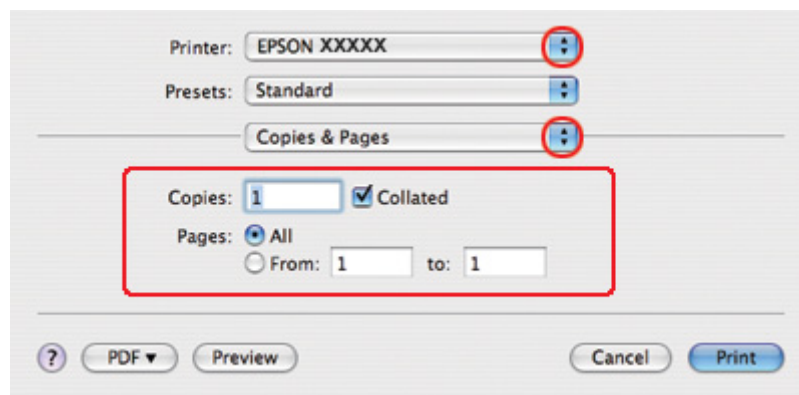 Printer: EPSON XXXXX
Presets: Standard
Copies & Pages
Copies: 1 Collated
Pages: All
From: 1 to: 1
? PDF ▼ Preview Cancel Print